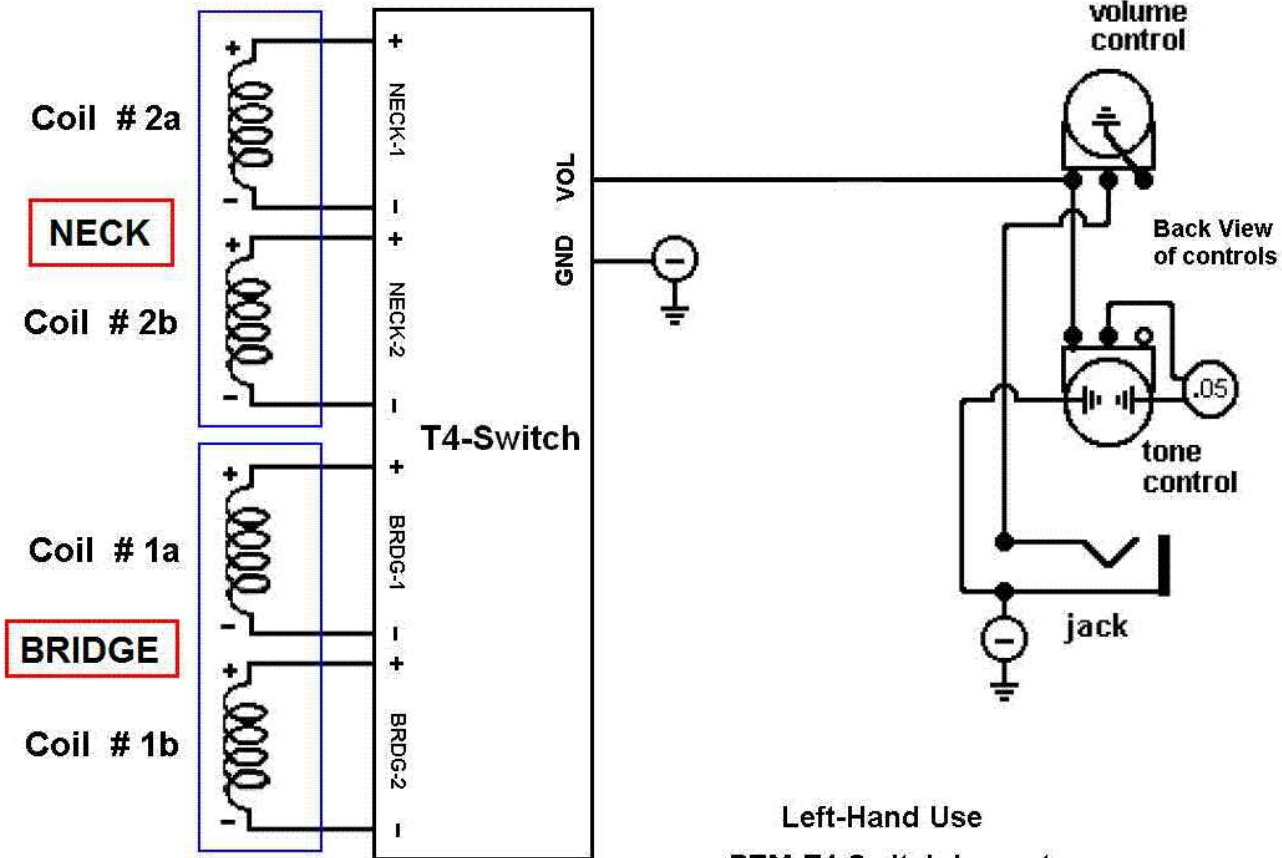 volume
control
Coil # 2a
+
-
+
NECK-1
-
NECK
Coil # 2b
+
-
+
NECK-2
-
VOL
GND
-
Back View
of controls
.05
tone
control
T4-Switch
Coil # 1a
+
-
+
BRDG-1
-
BRIDGE
Coil # 1b
+
-
+
BRDG-2
-
jack
-
Left-Hand Use